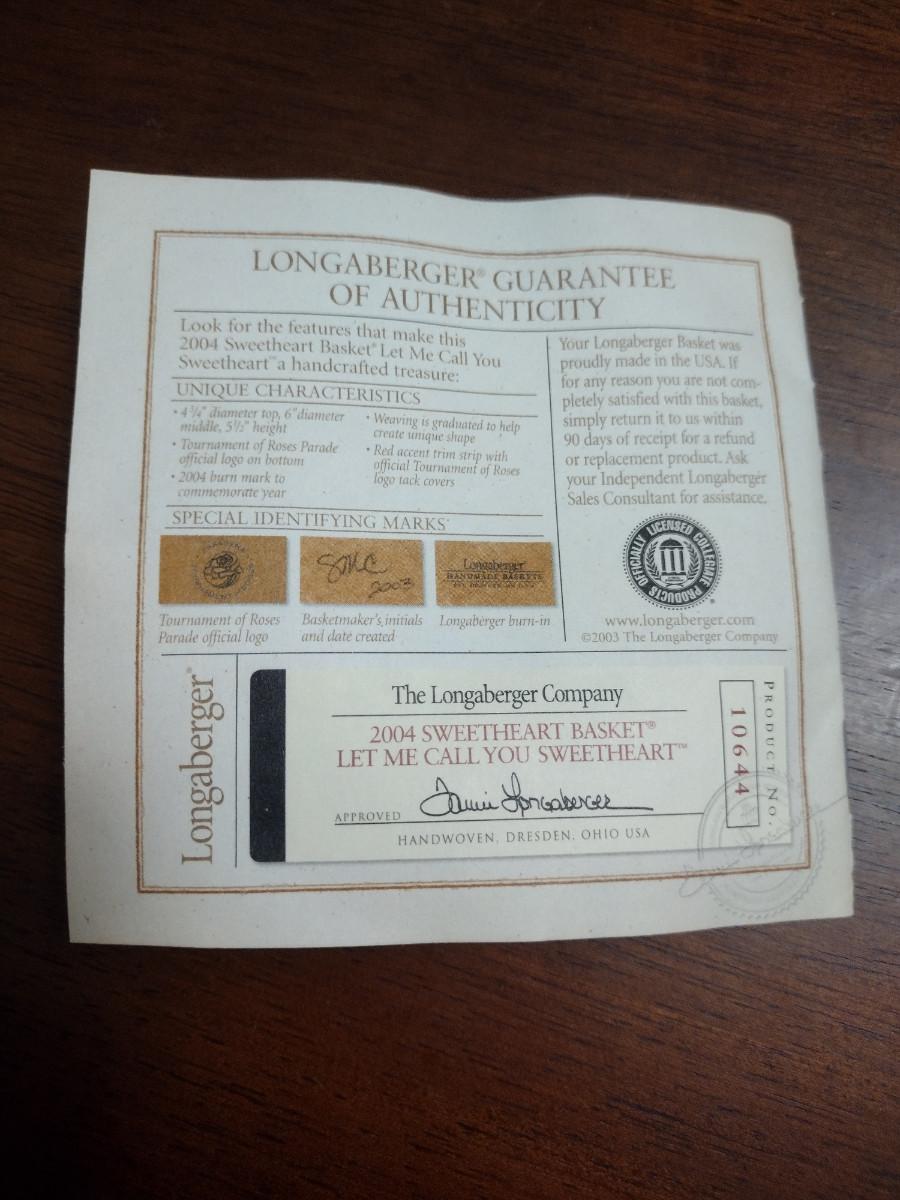 LONGABERGER® GUARANTEE
OF AUTHENTICITY
Look for the features that make this
2004 Sweetheart Basket® Let Me Call You
Sweetheart™ a handcrafted treasure:
UNIQUE CHARACTERISTICS
• 4 3/4" diameter top, 6" diameter
middle, 5 1/2" height
• Tournament of Roses Parade
official logo on bottom
• 2004 burn mark to
commemorate year
• Weaving is graduated to help
create unique shape
• Red accent trim strip with
official Tournament of Roses
logo tack covers
SPECIAL IDENTIFYING MARKS
SMC
2003
Longaberger
HANDMADE BASKETS
Tournament of Roses
Parade official logo
Basketmaker's initials
and date created
Longaberger burn-in
Your Longaberger Basket was
proudly made in the USA. If
for any reason you are not com-
pletely satisfied with this basket,
simply return it to us within
90 days of receipt for a refund
or replacement product. Ask
your Independent Longaberger
Sales Consultant for assistance.
OFFICIALLY LICENSED COLLEGIATE PRODUCTS
www.longaberger.com
©2003 The Longaberger Company
Longaberger®
The Longaberger Company
2004 SWEETHEART BASKET®
LET ME CALL YOU SWEETHEART™
APPROVED Tami Longaberger
HANDWOVEN, DRESDEN, OHIO USA
PRODUCT NO.
10644